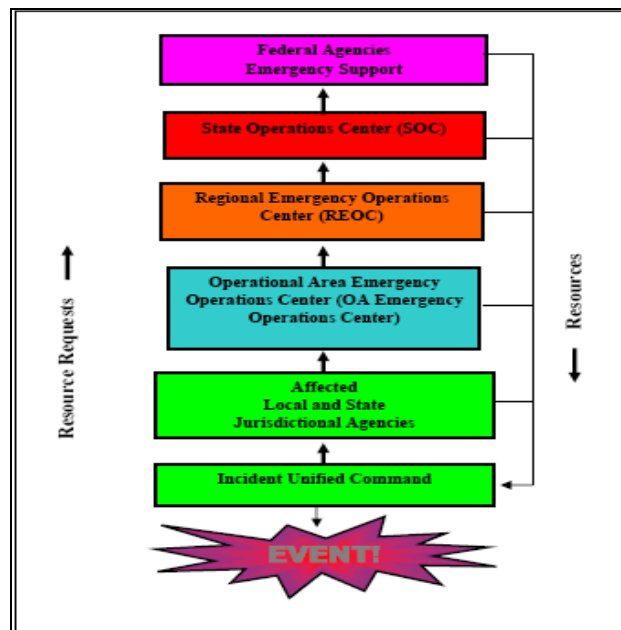 Federal Agencies
Emergency Support
State Operations Center (SOC)
Regional Emergency Operations
Center (REOC)
Operational Area Emergency
Operations Center (OA Emergency
Operations Center)
Affected
Local and State
Jurisdictional Agencies
Incident Unified Command
EVENT!
Resource Requests
Resources